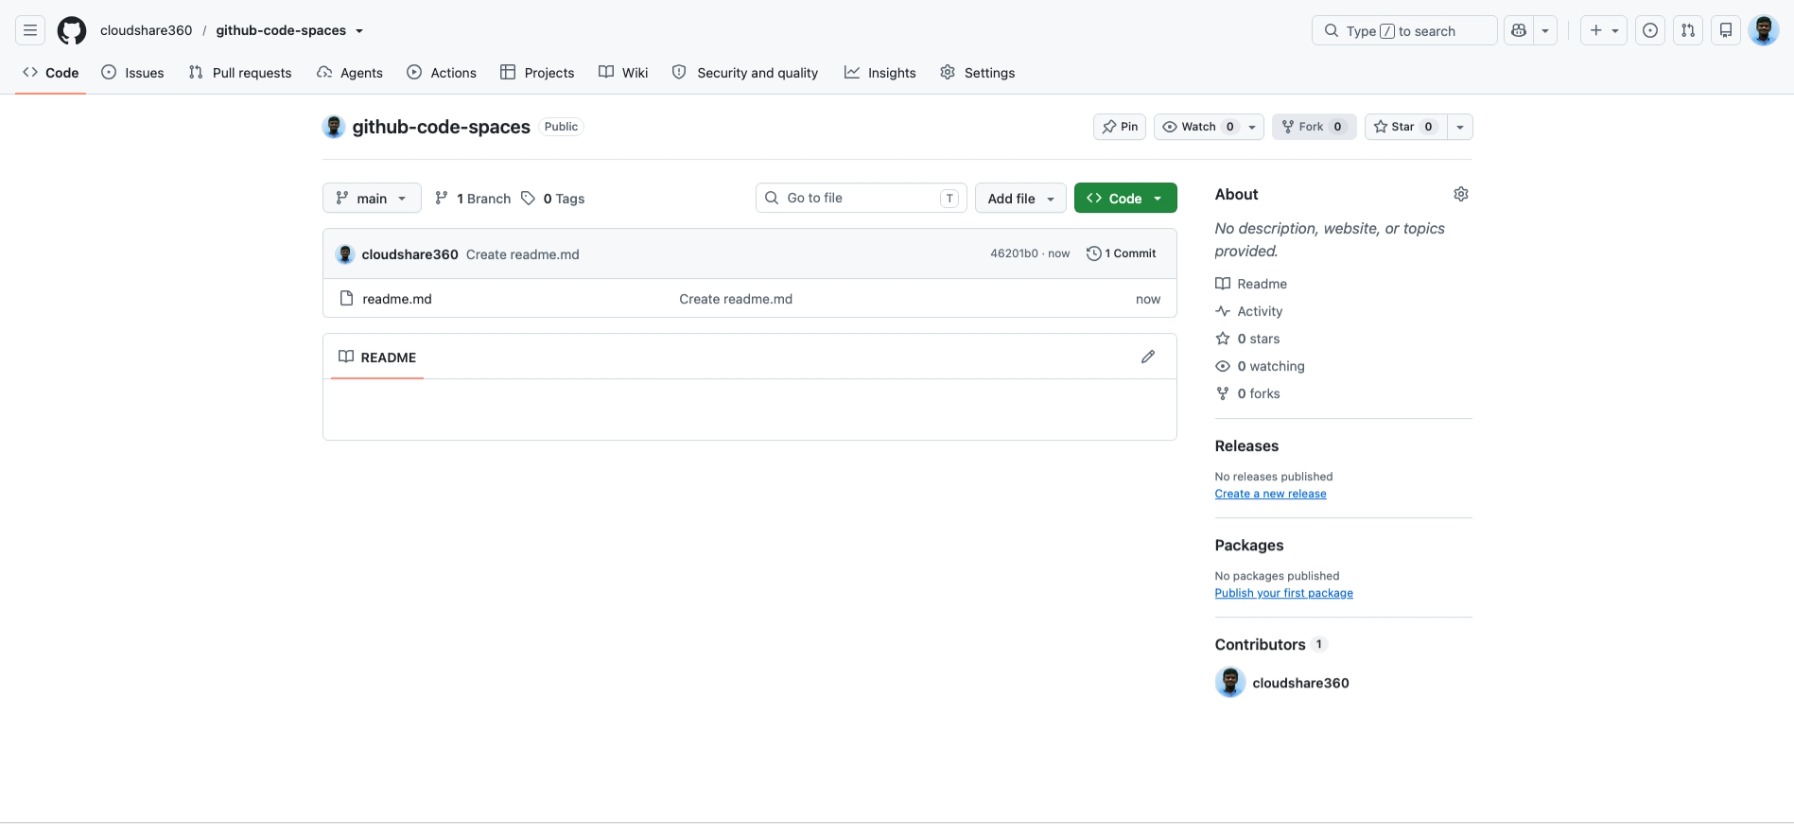 cloudshare360 / github-code-spaces
Type / to search
Code Issues Pull requests Agents Actions Projects Wiki Security and quality Insights Settings
github-code-spaces Public
Pin Watch 0 Fork 0 Star 0
main 1 Branch 0 Tags Go to file T Add file Code
cloudshare360 Create readme.md 46201b0 · now 1 Commit
readme.md Create readme.md now
README
About
No description, website, or topics
provided.
Readme
Activity
0 stars
0 watching
0 forks
Releases
No releases published
Create a new release
Packages
No packages published
Publish your first package
Contributors 1
cloudshare360